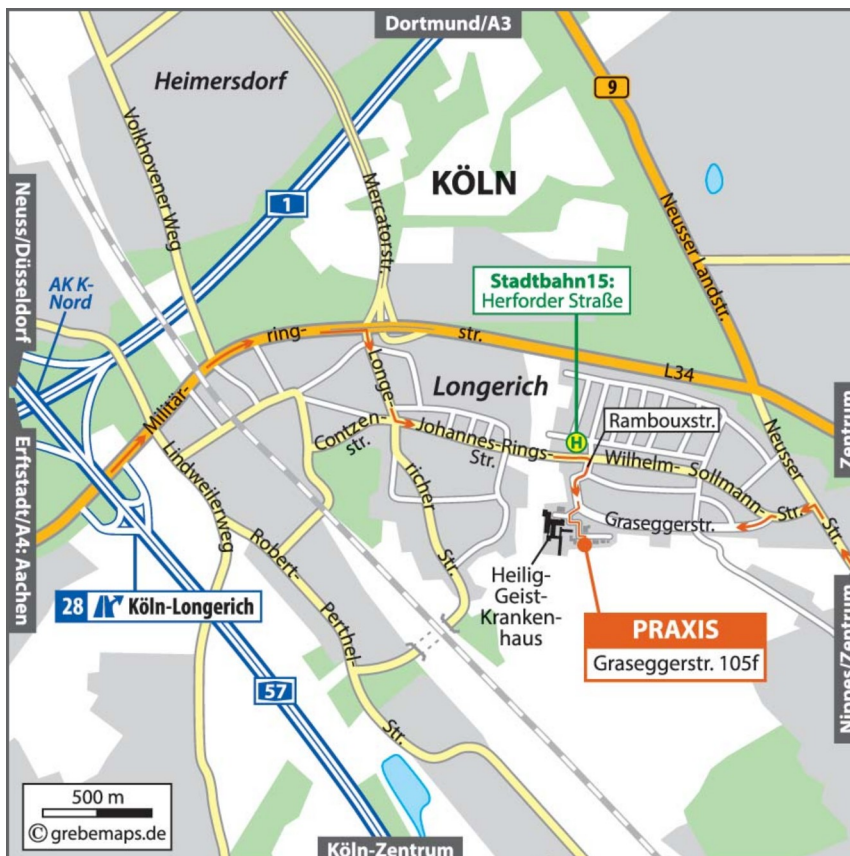 Dortmund/A3
Heimersdorf
9
Volkhovener Weg
Mercatorstr.
KÖLN
1
Neuss/Düsseldorf
AK K-
Nord
Neusser Landstr.
Stadtbahn15:
Herforder Straße
ring-
str.
L34
Militär-
Longe-
richer
Str.
Longerich
Rambouxstr.
Zentrum
Contzen-
str.
Johannes-Rings-
Str.
H
Wilhelm-
Sollmann-
Str.
Neusser
Str.
Erftstadt/A4: Aachen
Lindweilerweg
Graseggerstr.
Robert-
Perthel-
Str.
Heilig-
Geist-
Kranken-
haus
28 Köln-Longerich
PRAXIS
Graseggerstr. 105f
Nippes/Zentrum
57
500 m
© grebemaps.de
Köln-Zentrum